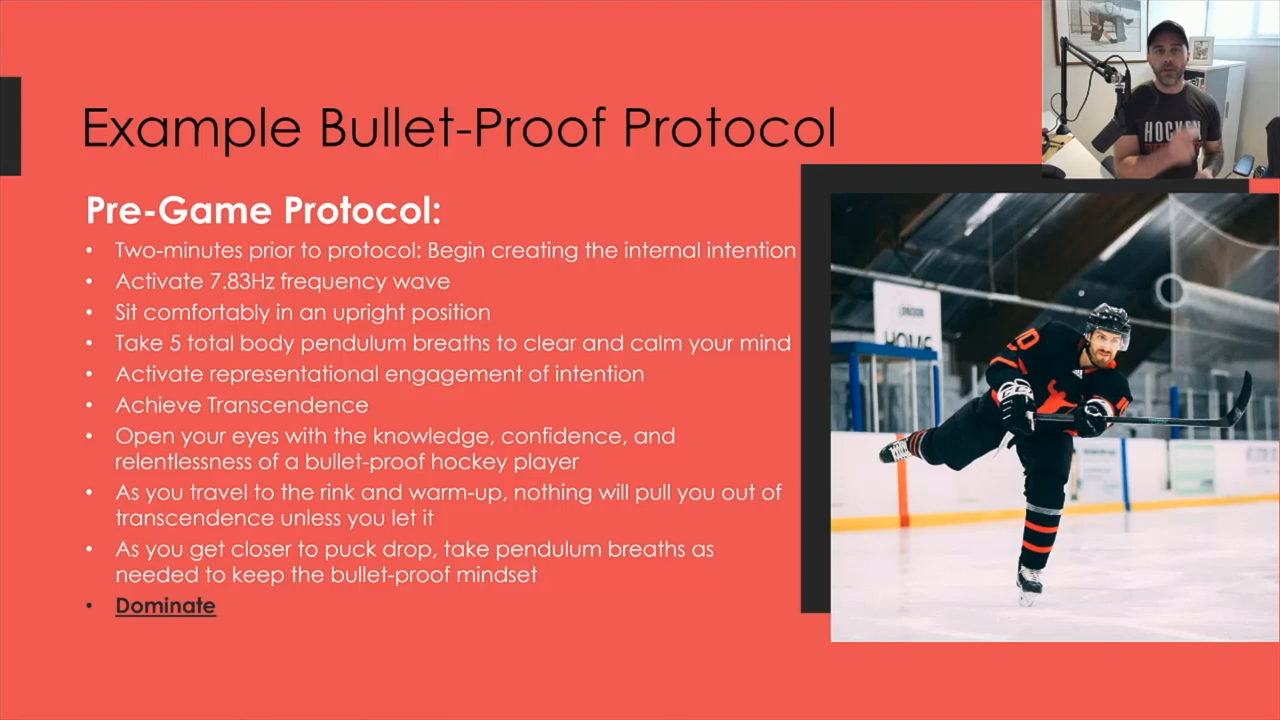 Example Bullet-Proof Protocol
Pre-Game Protocol:
• Two-minutes prior to protocol: Begin creating the internal intention
• Activate 7.83Hz frequency wave
• Sit comfortably in an upright position
• Take 5 total body pendulum breaths to clear and calm your mind
• Activate representational engagement of intention
• Achieve Transcendence
• Open your eyes with the knowledge, confidence, and
relentlessness of a bullet-proof hockey player
• As you travel to the rink and warm-up, nothing will pull you out of
transcendence unless you let it
• As you get closer to puck drop, take pendulum breaths as
needed to keep the bullet-proof mindset
• Dominate
HOCKEY
HOME
10